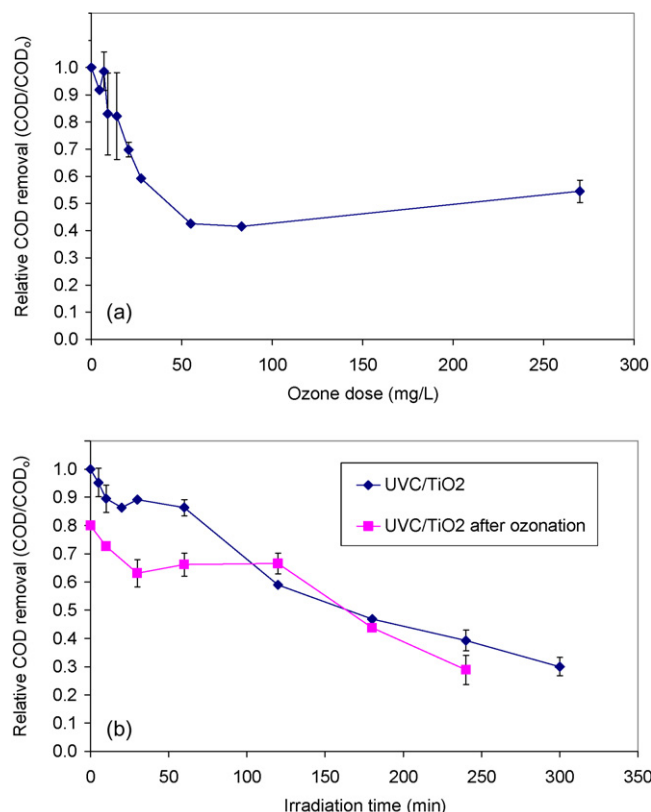 Relative COD removal (COD/CODₒ)
1.0
0.9
0.8
0.7
0.6
0.5
0.4
0.3
0.2
0.1
0.0
(a)
0 50 100 150 200 250 300
Ozone dose (mg/L)
Relative COD removal (COD/CODₒ)
1.0
0.9
0.8
0.7
0.6
0.5
0.4
0.3
0.2
0.1
0.0
UVC/TiO2
UVC/TiO2 after ozonation
(b)
0 50 100 150 200 250 300 350
Irradiation time (min)